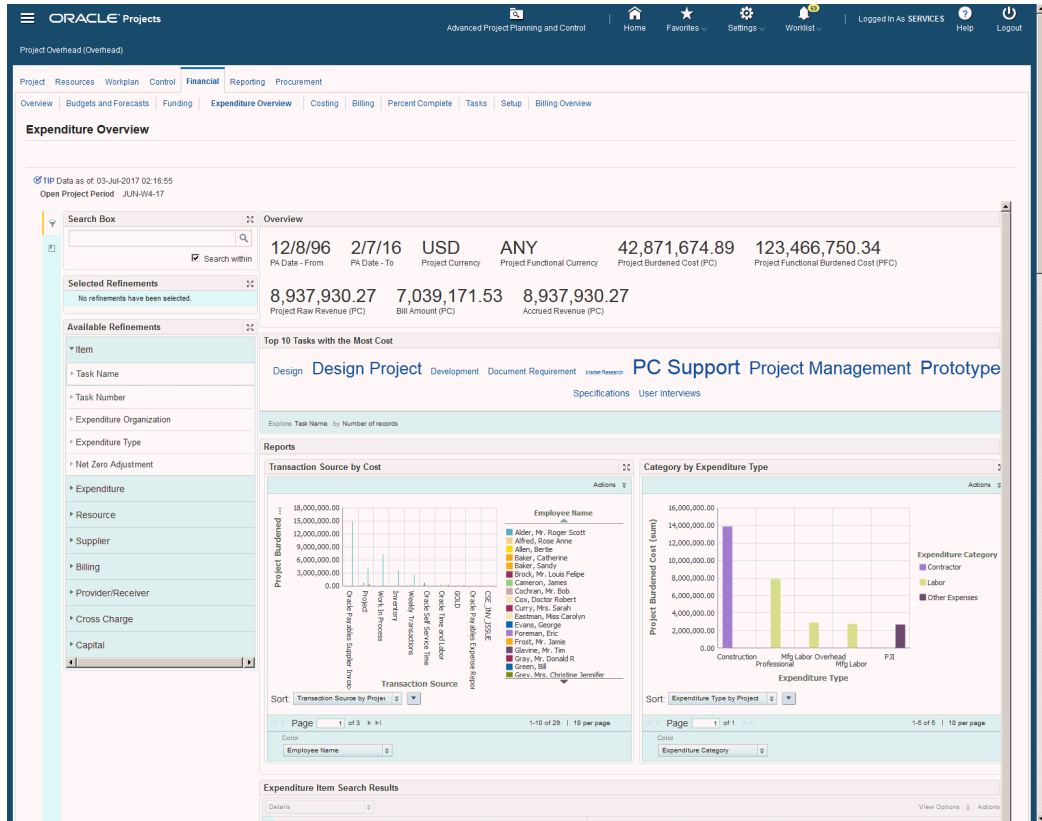 ORACLE Projects
Advanced Project Planning and Control
Home
Favorites
Settings
Worklist
Logged In As SERVICES
Help
Logout
Project Overhead (Overhead)
Project Resources Workplan Control Financial Reporting Procurement
Overview Budgets and Forecasts Funding Expenditure Overview Costing Billing Percent Complete Tasks Setup Billing Overview
Expenditure Overview
TIP Data as of: 03-Jul-2017 02:16:55
Open Project Period JUN-W4-17
Search Box
Search within
Selected Refinements
No refinements have been selected.
Available Refinements
Item
Task Name
Task Number
Expenditure Organization
Expenditure Type
Net Zero Adjustment
Expenditure
Resource
Supplier
Billing
Provider/Receiver
Cross Charge
Capital
Overview
12/8/96 2/7/16 USD ANY 42,871,674.89 123,466,750.34
PA Date - From PA Date - To Project Currency Project Functional Currency Project Burdened Cost (PC) Project Functional Burdened Cost (PFC)
8,937,930.27 7,039,171.53 8,937,930.27
Project Raw Revenue (PC) Bill Amount (PC) Accrued Revenue (PC)
Top 10 Tasks with the Most Cost
Design Design Project Development Document Requirement Market Research PC Support Project Management Prototype
Specifications User Interviews
Explore Task Name by Number of records
Reports
Transaction Source by Cost
Actions
Project Burdened ...
18,000,000.00
15,000,000.00
12,000,000.00
9,000,000.00
6,000,000.00
3,000,000.00
0.00
Oracle Payables Supplier Invoic
Project
Work In Process
Inventory
Weekly Transactions
Oracle Self Service Time
Oracle Time and Labor
GOLD
Oracle Payables Expense Repor
CSE_INV_ISSUE
Transaction Source
Employee Name
Alder, Mr. Roger Scott
Alfred, Rose Anne
Allen, Bertie
Baker, Catherine
Baker, Sandy
Brock, Mr. Louis Felipe
Cameron, James
Cochran, Mr. Bob
Cox, Doctor Robert
Curry, Mrs. Sarah
Eastman, Miss Carolyn
Evans, George
Foreman, Eric
Frost, Mr. Jamie
Glavine, Mr. Tim
Gray, Mr. Donald R
Green, Bill
Grey, Mrs. Christine Jennifer
Sort: Transaction Source by Projec
Page 1 of 3
1-10 of 29 | 10 per page
Color
Employee Name
Category by Expenditure Type
Actions
Project Burdened Cost (sum)
16,000,000.00
14,000,000.00
12,000,000.00
10,000,000.00
8,000,000.00
6,000,000.00
4,000,000.00
2,000,000.00
0.00
Construction
Professional
Mfg Labor Overhead
Mfg Labor
PJI
Expenditure Type
Expenditure Category
Contractor
Labor
Other Expenses
Sort: Expenditure Type by Project
Page 1 of 1
1-5 of 5 | 10 per page
Color
Expenditure Category
Expenditure Item Search Results
Details
View Options
Actions